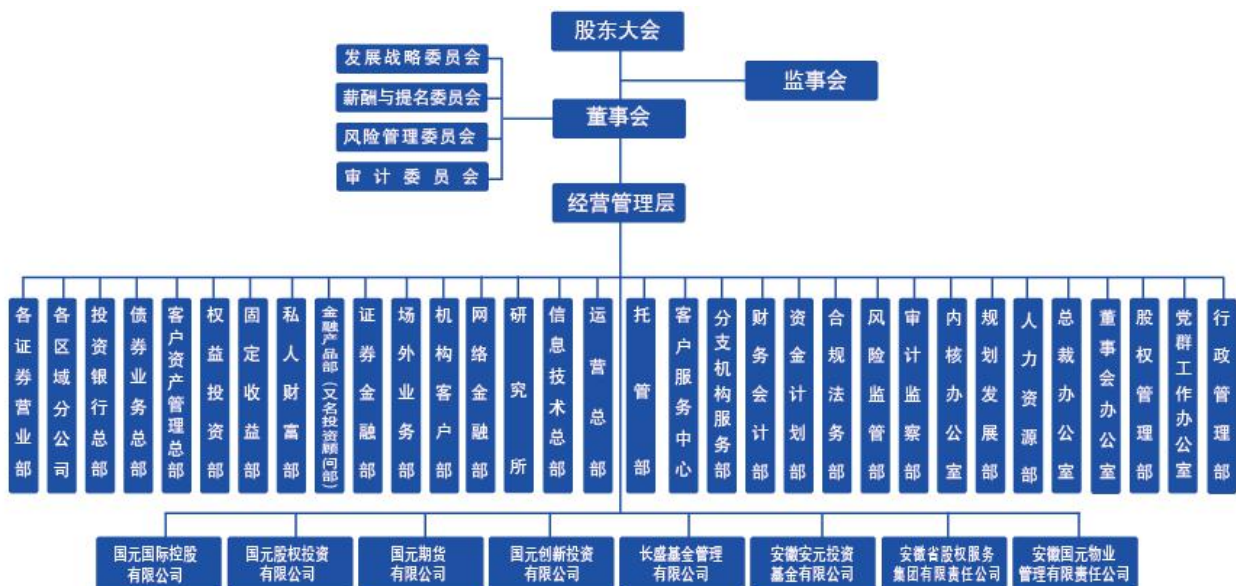 股东大会
发展战略委员会
监事会
薪酬与提名委员会
董事会
风险管理委员会
审计委员会
经营管理层
各证券营业部
各区域分公司
投资银行总部
债券业务总部
客户资产管理总部
权益投资部
固定收益部
私人财富部
金融产品部（又名投资顾问部）
证券金融部
场外业务部
机构客户部
网络金融部
研究所
信息技术总部
运营总部
托管部
客户服务中心
分支机构服务部
财务会计部
资金计划部
合规法务部
风险监管部
审计监察部
内核办公室
规划发展部
人力资源部
总裁办公室
董事会办公室
股权管理部
党群工作办公室
行政管理部
国元国际控股
有限公司
国元股权投资
有限公司
国元期货
有限公司
国元创新投资
有限公司
长盛基金管理
有限公司
安徽安元投资
基金有限公司
安徽省股权服务
集团有限责任公司
安徽国元物业
管理有限责任公司